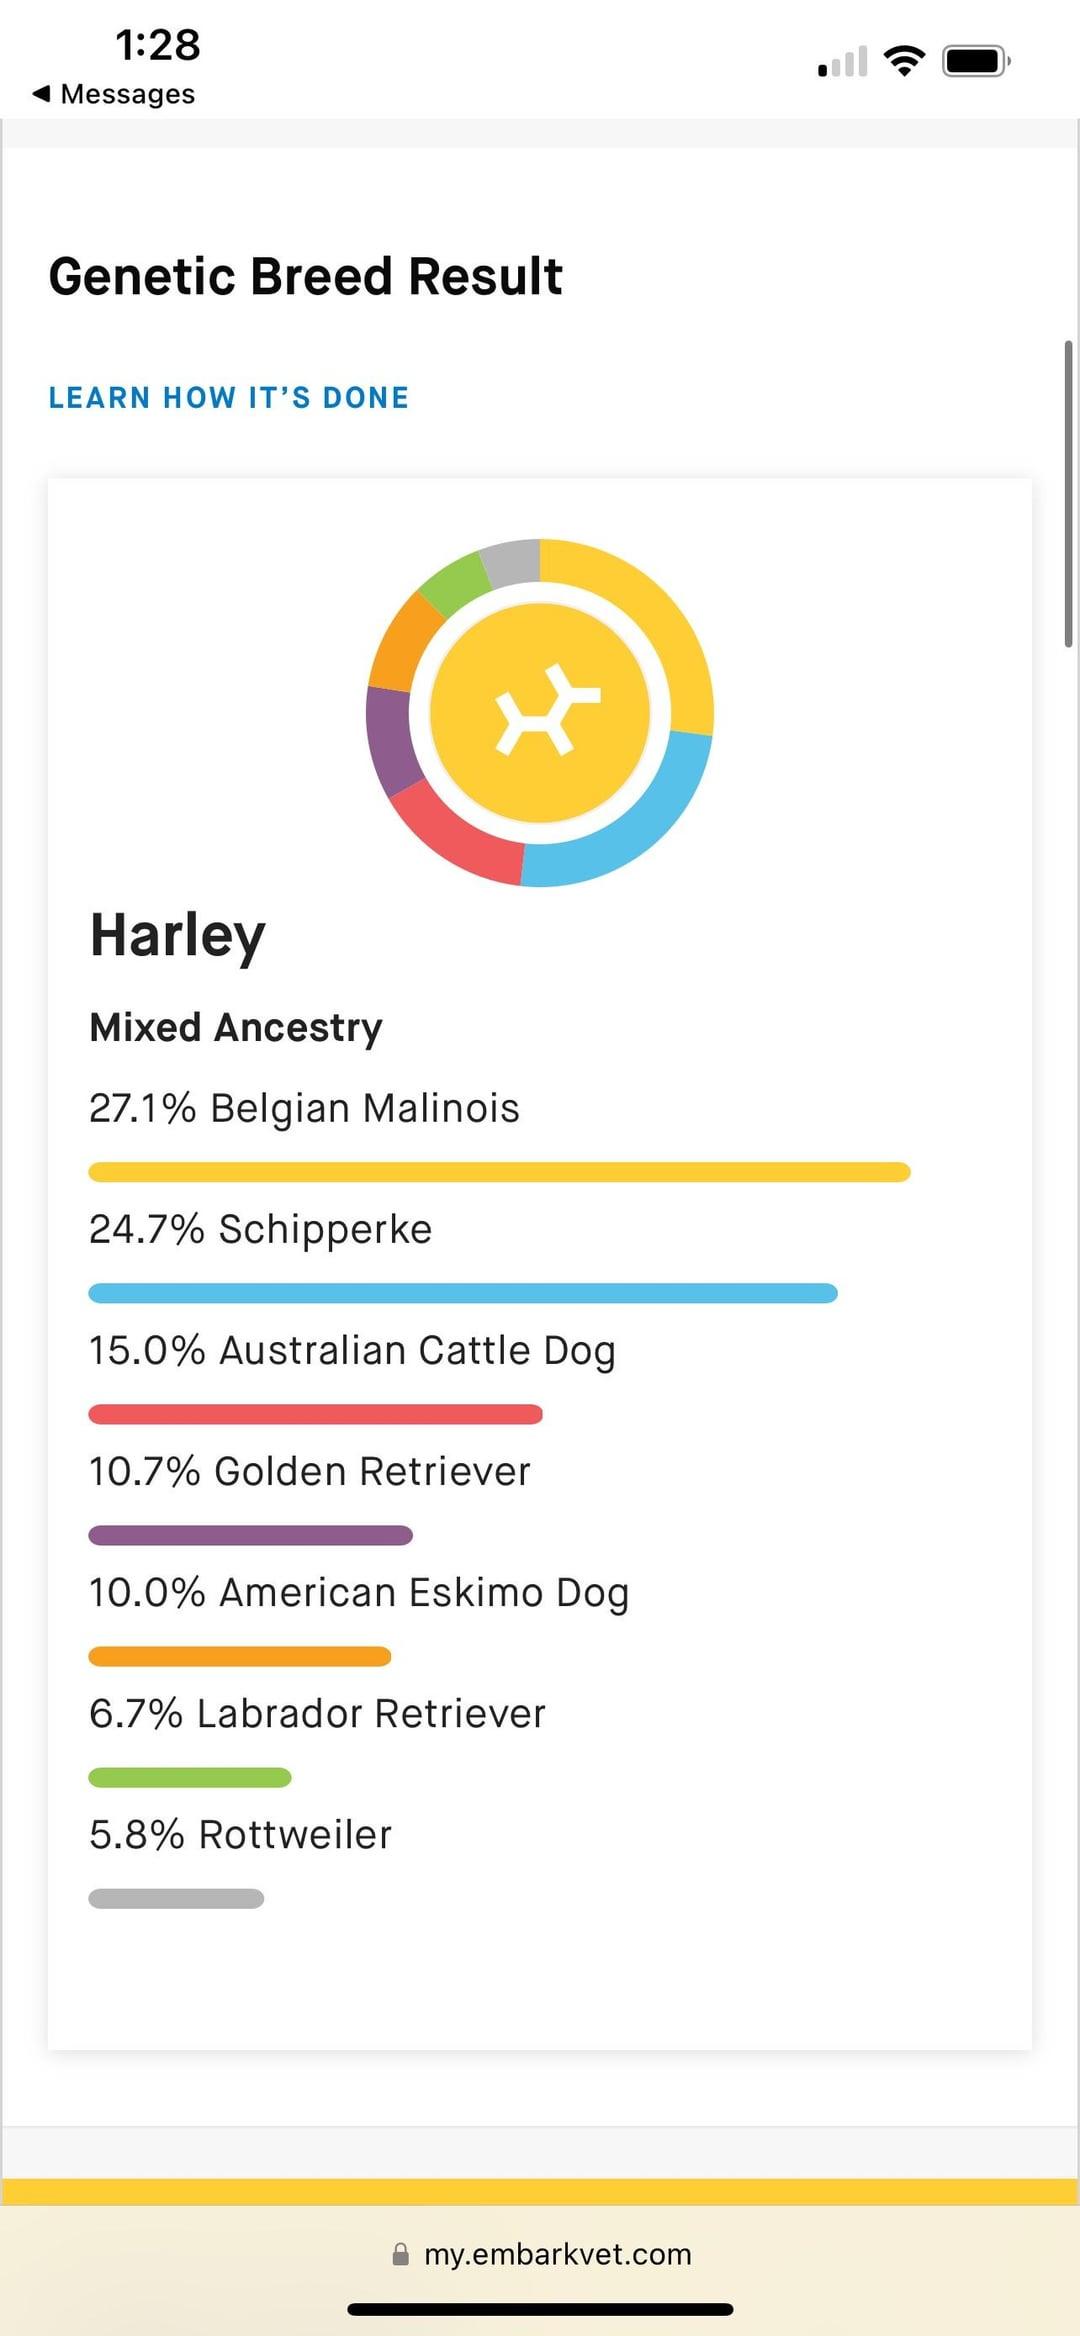 1:28
◀ Messages
Genetic Breed Result
LEARN HOW IT’S DONE
Harley
Mixed Ancestry
27.1% Belgian Malinois
24.7% Schipperke
15.0% Australian Cattle Dog
10.7% Golden Retriever
10.0% American Eskimo Dog
6.7% Labrador Retriever
5.8% Rottweiler
my.embarkvet.com